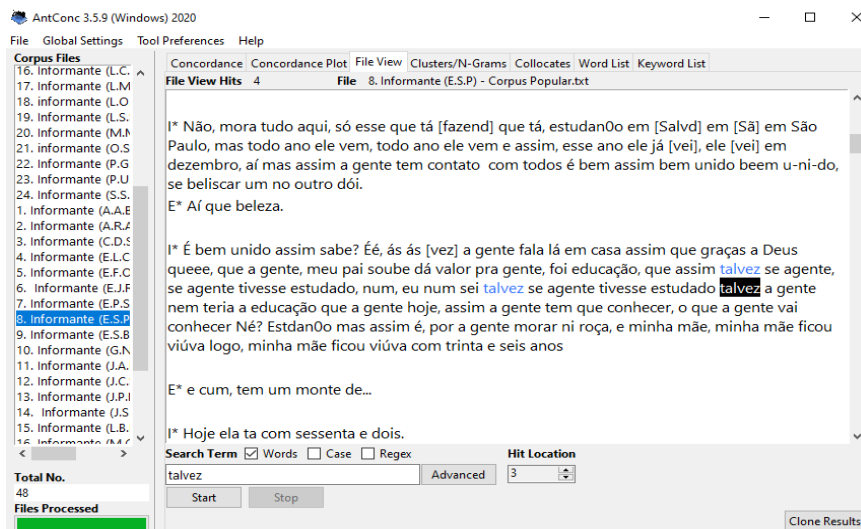 AntConc 3.5.9 (Windows) 2020
File Global Settings Tool Preferences Help
Corpus Files
16. Informante (L.C.
17. Informante (L.M
18. informante (L.O
19. Informante (L.S.
20. Informante (M.N
21. informante (O.S
22. Informante (P.G
23. Informante (P.U
24. Informante (S.S.
1. Informante (A.A.B
2. Informante (A.R.A
3. Informante (C.D.S
4. Informante (E.L.C
5. Informante (E.F.C
6. Informante (E.J.F
7. Informante (E.P.S
8. Informante (E.S.P
9. Informante (E.S.B
10. Informante (G.N
11. Informante (J.A.
12. Informante (J.C.
13. Informante (J.P.I
14. Informante (J.S
15. Informante (L.B.
16. Informante (M.C
Total No.
48
Files Processed
Concordance Concordance Plot File View Clusters/N-Grams Collocates Word List Keyword List
File View Hits 4 File 8. Informante (E.S.P) - Corpus Popular.txt
I* Não, mora tudo aqui, só esse que tá [fazend] que tá, estudan0o em [Salvd] em [Sã] em São
Paulo, mas todo ano ele vem, todo ano ele vem e assim, esse ano ele já [vei], ele [vei] em
dezembro, aí mas assim a gente tem contato com todos é bem assim bem unido beem u-ni-do,
se beliscar um no outro dói.
E* Aí que beleza.
I* É bem unido assim sabe? Éé, ás ás [vez] a gente fala lá em casa assim que graças a Deus
queee, que a gente, meu pai soube dá valor pra gente, foi educação, que assim talvez se agente,
se agente tivesse estudado, num, eu num sei talvez se agente tivesse estudado talvez a gente
nem teria a educação que a gente hoje, assim a gente tem que conhecer, o que a gente vai
conhecer Né? Estdan0o mas assim é, por a gente morar ni roça, e minha mãe, minha mãe ficou
viúva logo, minha mãe ficou viúva com trinta e seis anos
E* e cum, tem um monte de...
I* Hoje ela ta com sessenta e dois.
Search Term Words Case Regex Hit Location
talvez Advanced 3
Start Stop
Clone Results